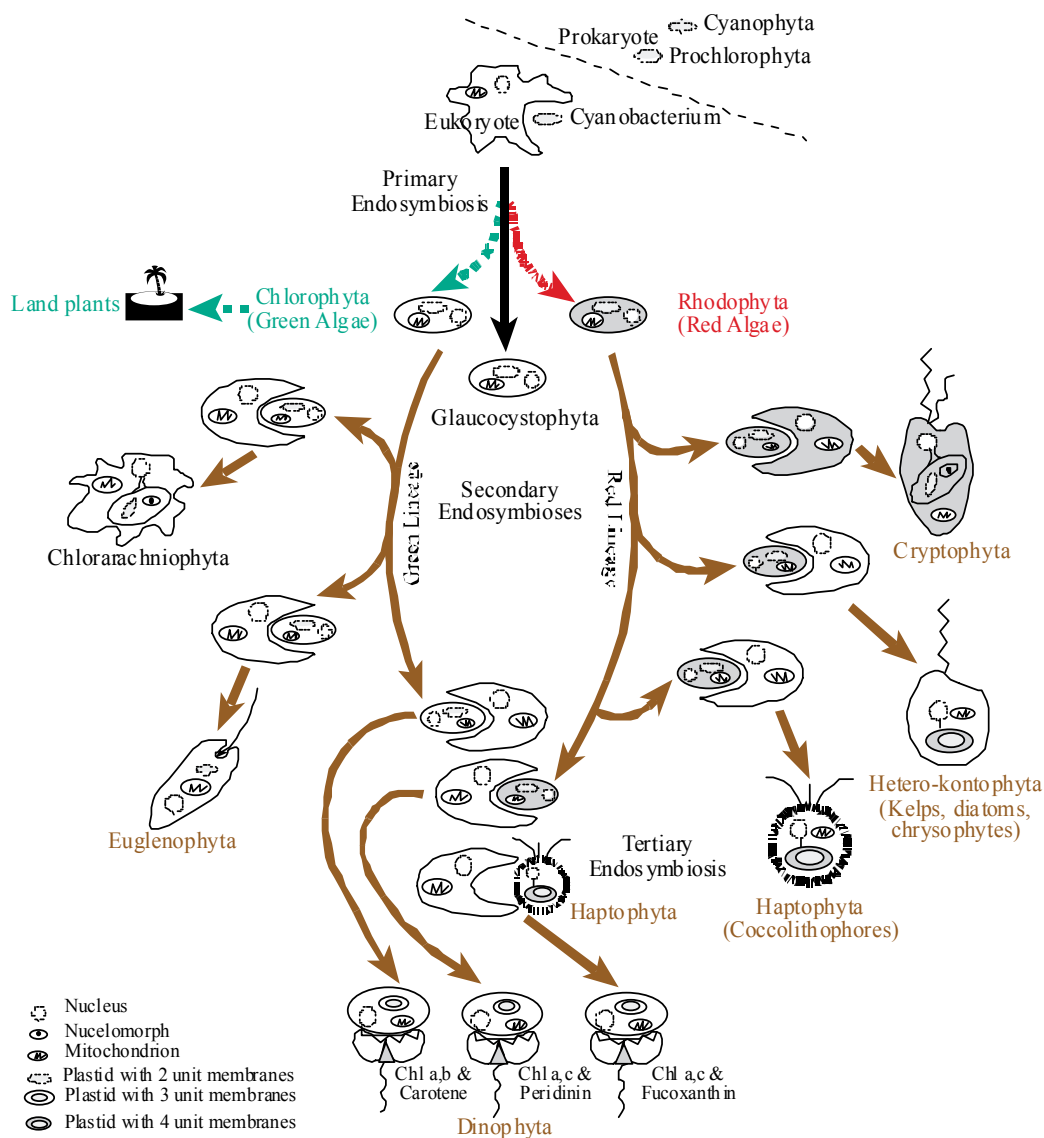 Cyanophyta
Prokaryote
Prochlorophyta
Eukoryote
Cyanobacterium
Primary
Endosymbiosis
Land plants
Chlorophyta
(Green Algae)
Rhodophyta
(Red Algae)
Glaucocystophyta
Secondary
Endosymbioses
Green Lineage
Red Lineage
Chlorarachniophyta
Cryptophyta
Euglenophyta
Hetero-kontophyta
(Kelps, diatoms,
chrysophytes)
Tertiary
Endosymbiosis
Haptophyta
Haptophyta
(Coccolithophores)
Nucleus
Nucelomorph
Mitochondrion
Plastid with 2 unit membranes
Plastid with 3 unit membranes
Plastid with 4 unit membranes
Chl a,b &
Carotene
Chl a,c &
Peridinin
Chl a,c &
Fucoxanthin
Dinophyta